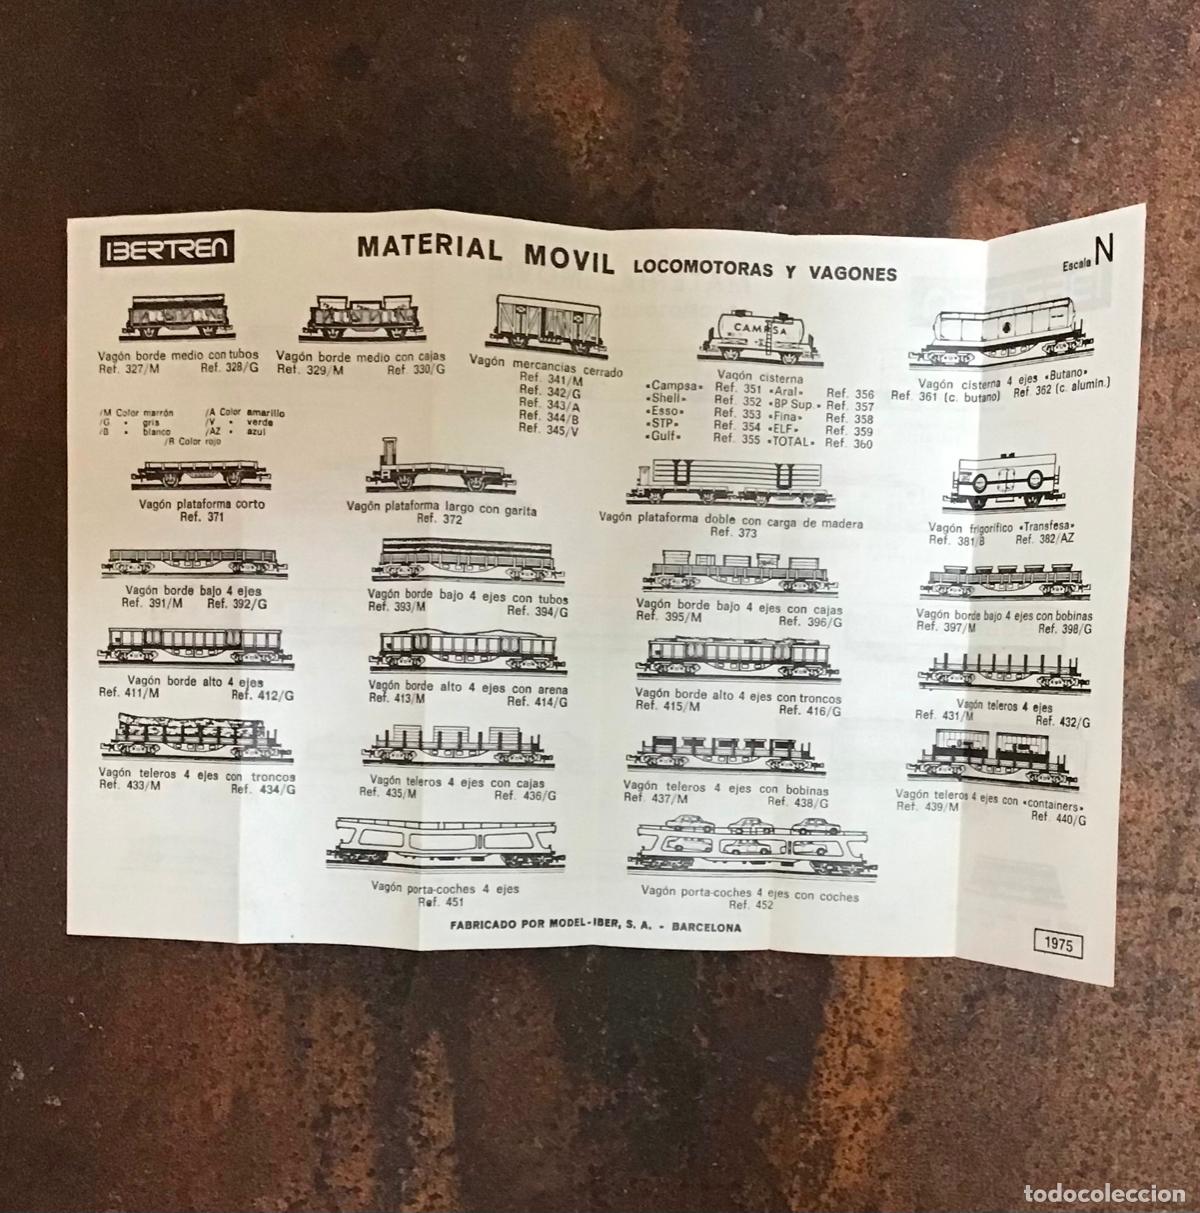 IBERTREN
MATERIAL MOVIL LOCOMOTORAS Y VAGONES
Escala N
Vagón borde medio con tubos
Ref. 327/M Ref. 328/G
Vagón borde medio con cajas
Ref. 329/M Ref. 330/G
Vagón mercancías cerrado
Ref. 341/M
Ref. 342/G
Ref. 343/A
Ref. 344/B
Ref. 345/V
CAMPSA
Vagón cisterna
«Campsa» Ref. 351 «Aral» Ref. 356
«Shell» Ref. 352 «BP Sup.» Ref. 357
«Esso» Ref. 353 «Fina» Ref. 358
«STP» Ref. 354 «ELF» Ref. 359
«Gulf» Ref. 355 «TOTAL» Ref. 360
Vagón cisterna 4 ejes «Butano»
Ref. 361 (c. butano) Ref. 362 (c. alumin.)
/M Color marrón /A Color amarillo
/G » gris /V » verde
/B » blanco /AZ » azul
/R Color rojo
Vagón plataforma corto
Ref. 371
Vagón plataforma largo con garita
Ref. 372
Vagón plataforma doble con carga de madera
Ref. 373
Vagón frigorífico «Transfesa»
Ref. 381/B Ref. 382/AZ
Vagón borde bajo 4 ejes
Ref. 391/M Ref. 392/G
Vagón borde bajo 4 ejes con tubos
Ref. 393/M Ref. 394/G
Vagón borde bajo 4 ejes con cajas
Ref. 395/M Ref. 396/G
Vagón borde bajo 4 ejes con bobinas
Ref. 397/M Ref. 398/G
Vagón borde alto 4 ejes
Ref. 411/M Ref. 412/G
Vagón borde alto 4 ejes con arena
Ref. 413/M Ref. 414/G
Vagón borde alto 4 ejes con troncos
Ref. 415/M Ref. 416/G
Vagón teleros 4 ejes
Ref. 431/M Ref. 432/G
Vagón teleros 4 ejes con troncos
Ref. 433/M Ref. 434/G
Vagón teleros 4 ejes con cajas
Ref. 435/M Ref. 436/G
Vagón teleros 4 ejes con bobinas
Ref. 437/M Ref. 438/G
Vagón teleros 4 ejes con «containers»
Ref. 439/M Ref. 440/G
Vagón porta-coches 4 ejes
Ref. 451
Vagón porta-coches 4 ejes con coches
Ref. 452
FABRICADO POR MODEL-IBER, S. A. - BARCELONA
1975
todocoleccion